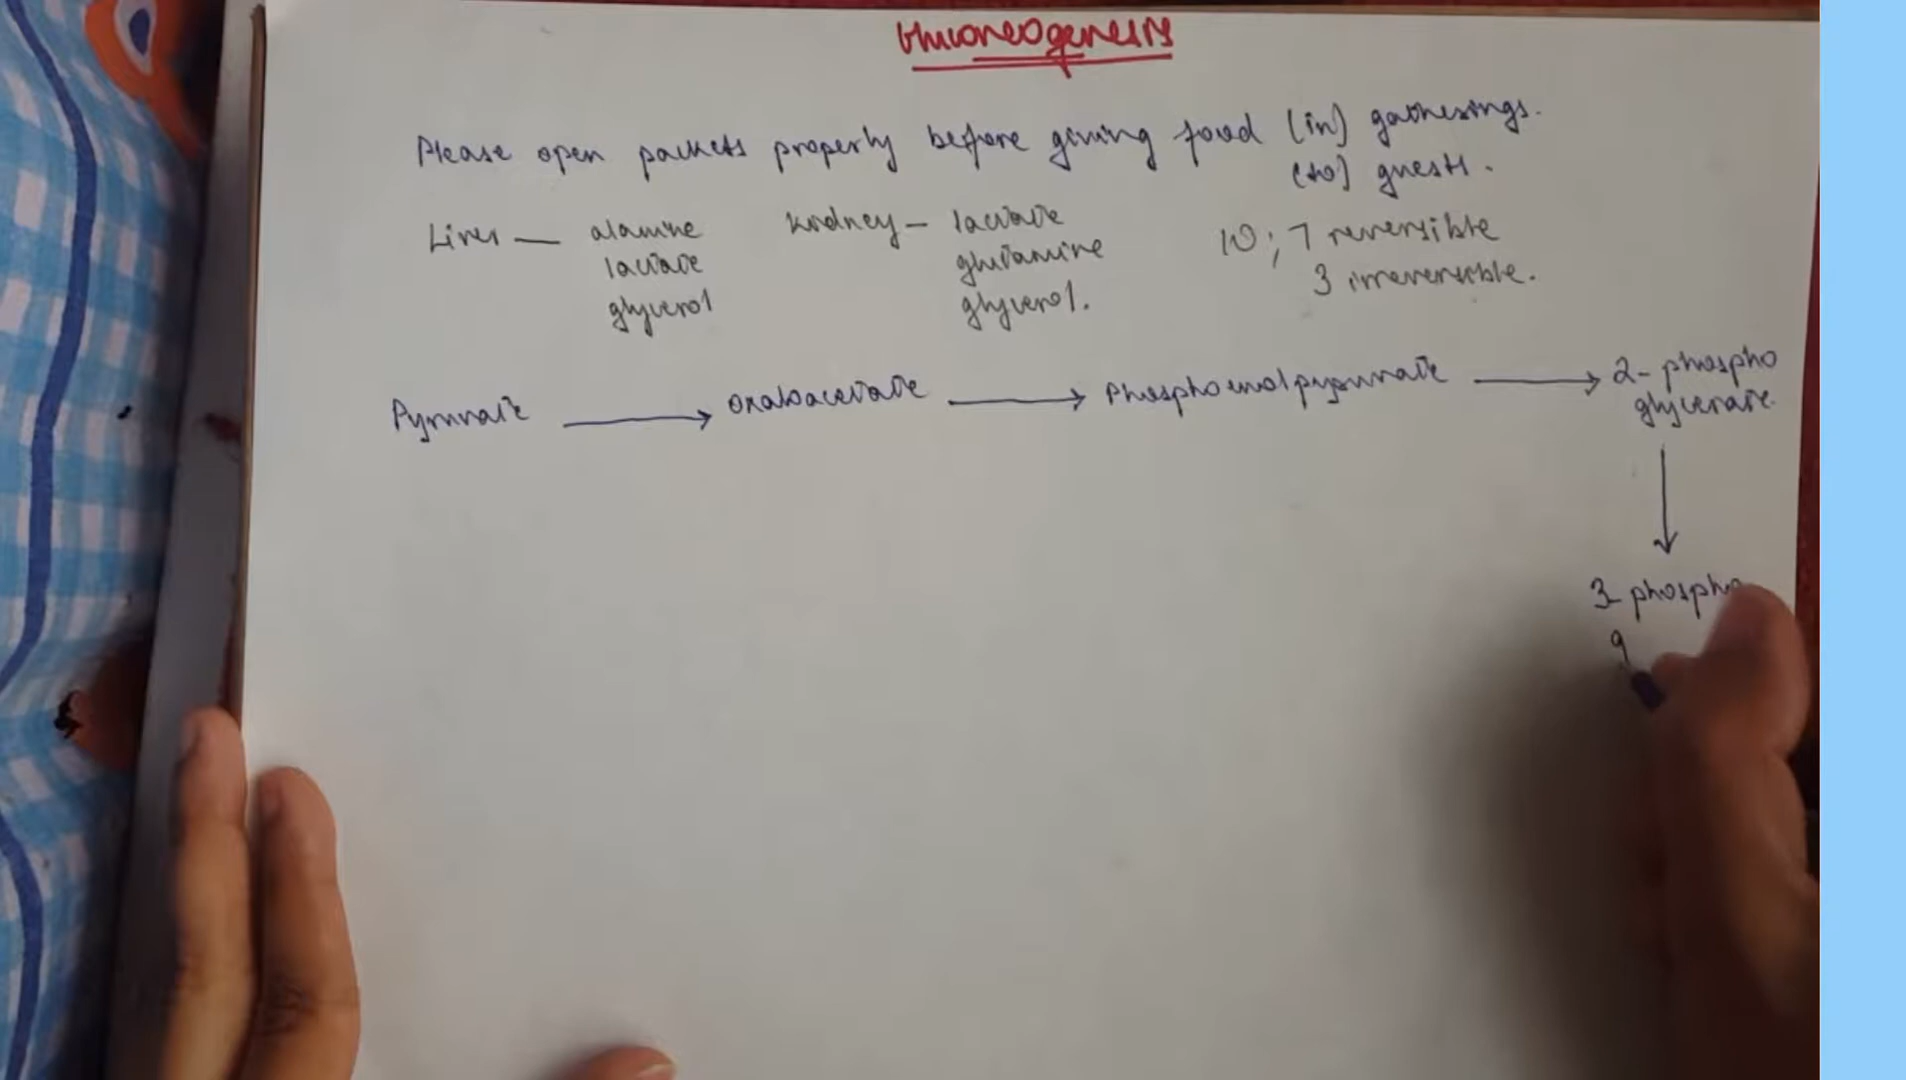 Gluconeogenesis
Please open packets properly before giving food (in) gatherings.
(to) guests.
Liver — alanine
lactate
glycerol
Kidney — lactate
glutamine
glycerol.
10; 7 reversible
3 irreversible.
Pyruvate → Oxaloacetate → Phosphoenolpyruvate → 2-phospho
glycerate.
3-phospho
g